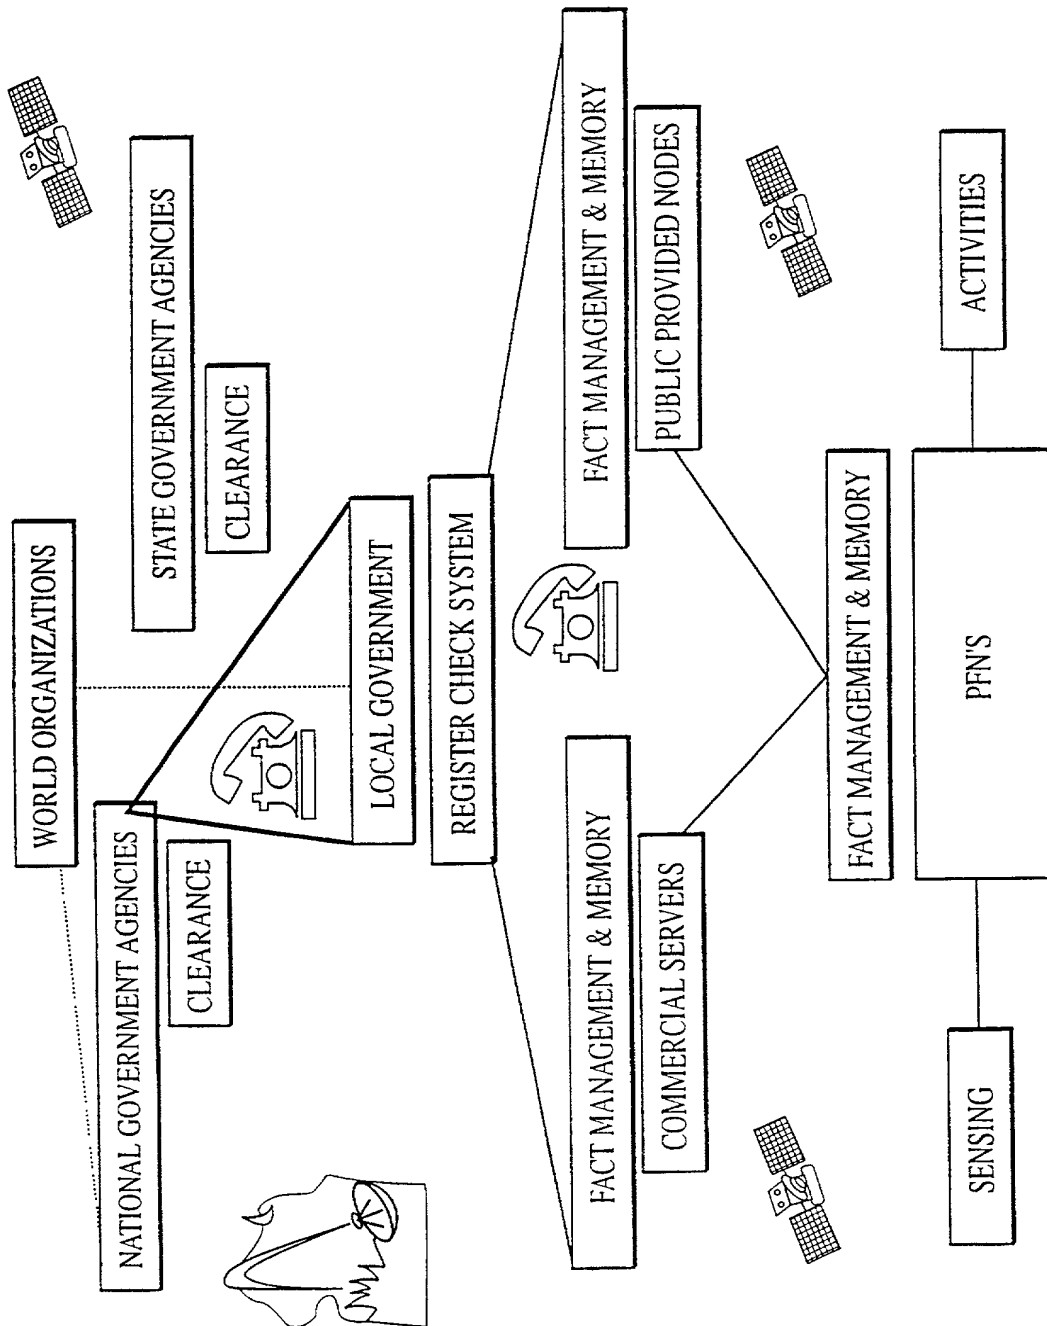 WORLD ORGANIZATIONS
NATIONAL GOVERNMENT AGENCIES
STATE GOVERNMENT AGENCIES
CLEARANCE
CLEARANCE
LOCAL GOVERNMENT
REGISTER CHECK SYSTEM
FACT MANAGEMENT & MEMORY
FACT MANAGEMENT & MEMORY
COMMERCIAL SERVERS
PUBLIC PROVIDED NODES
FACT MANAGEMENT & MEMORY
SENSING
PFN'S
ACTIVITIES